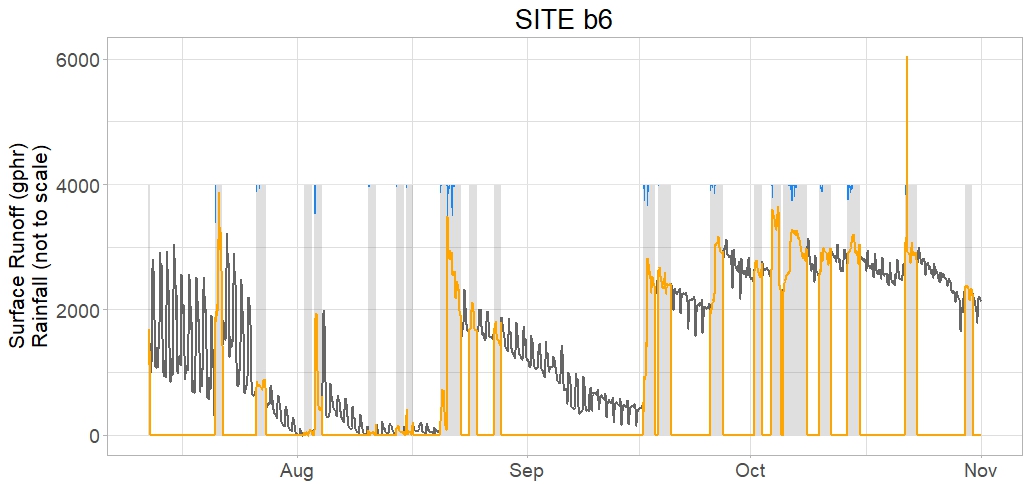 SITE b6
Surface Runoff (gphr)
Rainfall (not to scale)
6000
4000
2000
0
Aug Sep Oct Nov